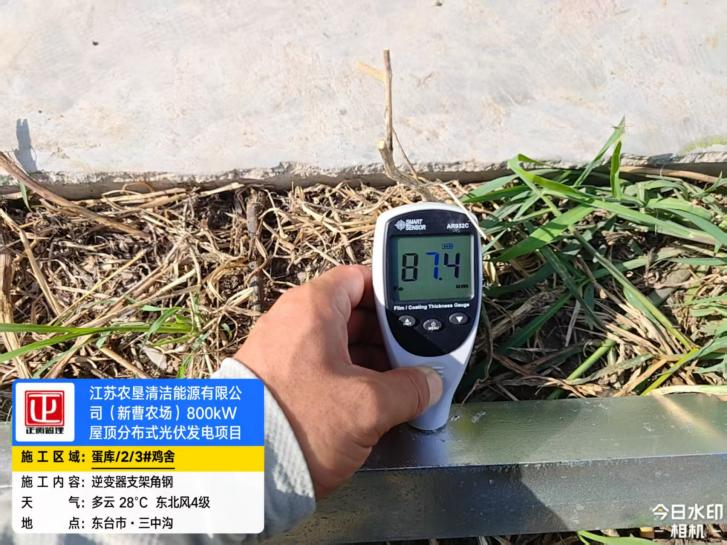 SMART
SENSOR
AR932C
87.4
um
Film / Coating Thickness Gauge
江苏农垦清洁能源有限公
司（新曹农场）800kW
屋顶分布式光伏发电项目
正衡管理
施工区域：蛋库/2/3#鸡舍
施工内容：逆变器支架角钢
天气：多云 28°C 东北风4级
地点：东台市·三中沟
今日水印
相机